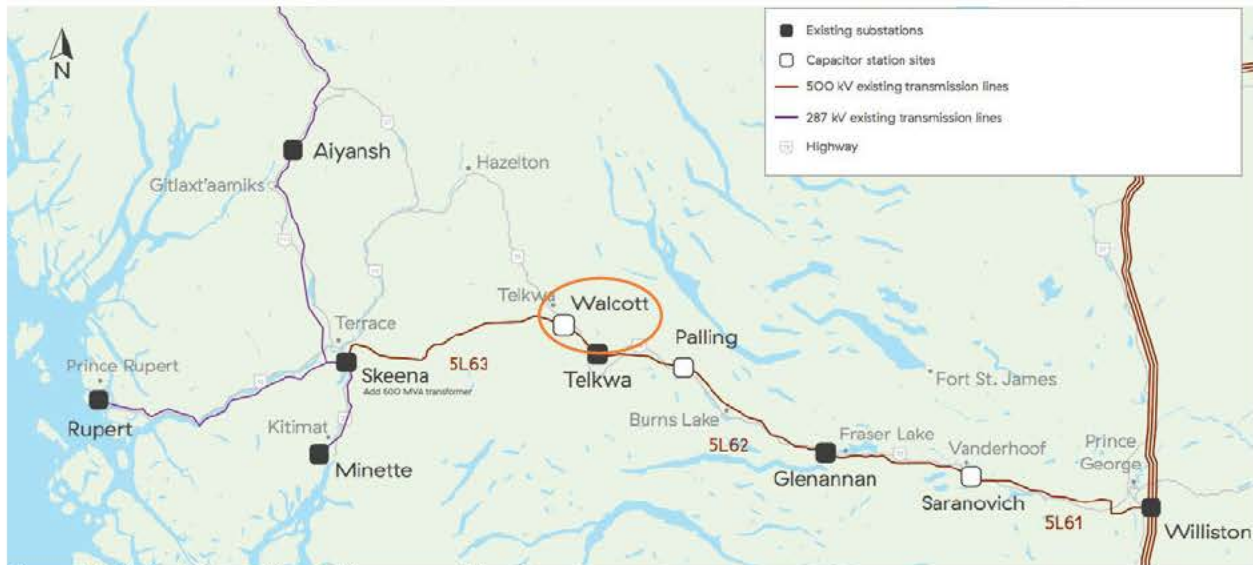 N
Existing substations
Capacitor station sites
500 kV existing transmission lines
287 kV existing transmission lines
Highway
Aiyansh
Gitlaxt'aamiks
Hazelton
Telkwa
Walcott
Terrace
Palling
5L63
Prince Rupert
Skeena
Add 600 MVA transformer
Telkwa
Fort St. James
Rupert
Kitimat
Burns Lake
Minette
5L62
Fraser Lake
Vanderhoof
Prince
George
Glenannan
Saranovich
5L61
Williston